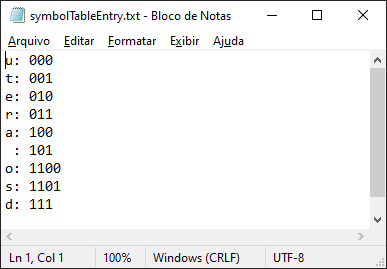 symbolTableEntry.txt - Bloco de Notas
Arquivo Editar Formatar Exibir Ajuda
u: 000
t: 001
e: 010
r: 011
a: 100
 : 101
o: 1100
s: 1101
d: 111
Ln 1, Col 1 100% Windows (CRLF) UTF-8